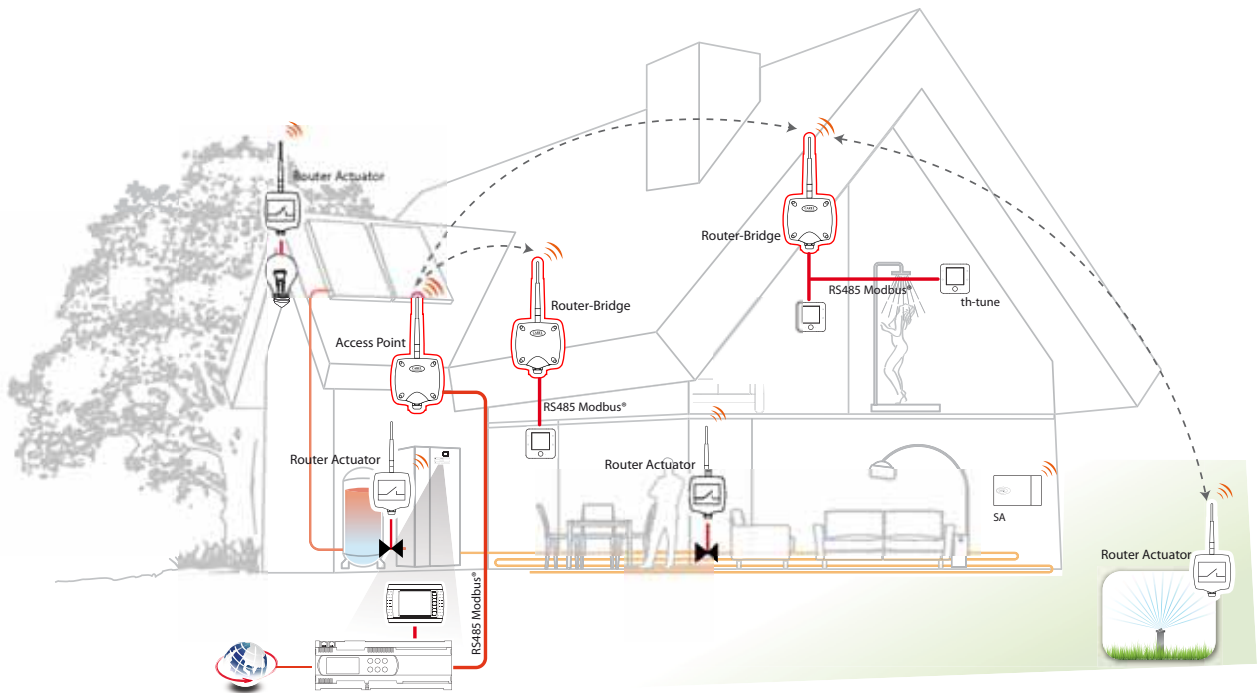 Router Actuator
Router-Bridge
RS485 Modbus®
th-tune
Router-Bridge
Access Point
RS485 Modbus®
Router Actuator
Router Actuator
SA
Router Actuator
RS485 Modbus®